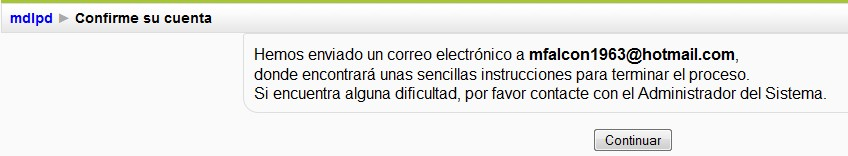 mdlpd ► Confirme su cuenta
Hemos enviado un correo electrónico a mfalcon1963@hotmail.com,
donde encontrará unas sencillas instrucciones para terminar el proceso.
Si encuentra alguna dificultad, por favor contacte con el Administrador del Sistema.
Continuar